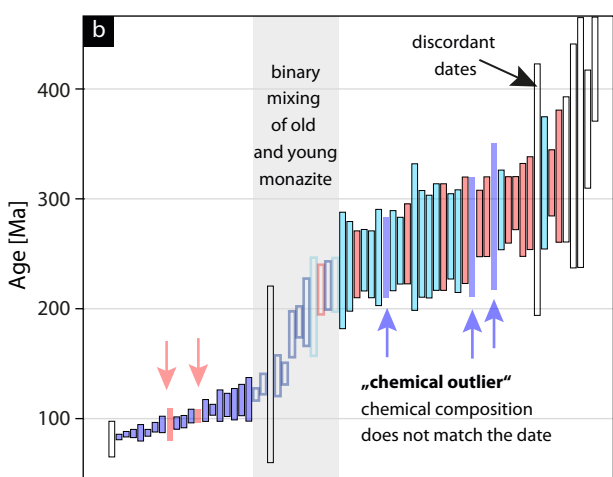 b
discordant
dates
binary
mixing
of old
and young
monazite
Age [Ma]
400
300
200
100
„chemical outlier“
chemical composition
does not match the date